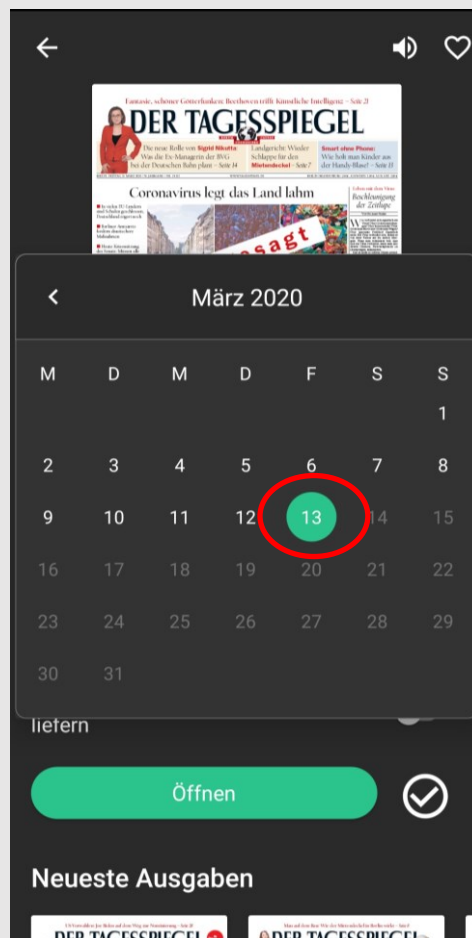 Fantasie, schöner Götterfunken: Beethoven trifft Künstliche Intelligenz – Seite 21
DER TAGESSPIEGEL
Die neue Rolle von Sigrid Nikutta
Was die Ex-Managerin der BVG
bei der Deutschen Bahn plant – Seite 14
Landgericht: Wieder
Schlappe für den
Mietendeckel – Seite 7
Smart ohne Phone:
Wie holt man Kinder aus
der Handy-Blase? – Seite 15
Coronavirus legt das Land lahm
Beschleunigung
der Zeitlupe
esagt
März 2020
M D M D F S S
1
2 3 4 5 6 7 8
9 10 11 12 13 14 15
16 17 18 19 20 21 22
23 24 25 26 27 28 29
30 31
liefern
Öffnen
Neueste Ausgaben
DER TAGESSPIEGEL
DER TAGESSPIEGEL